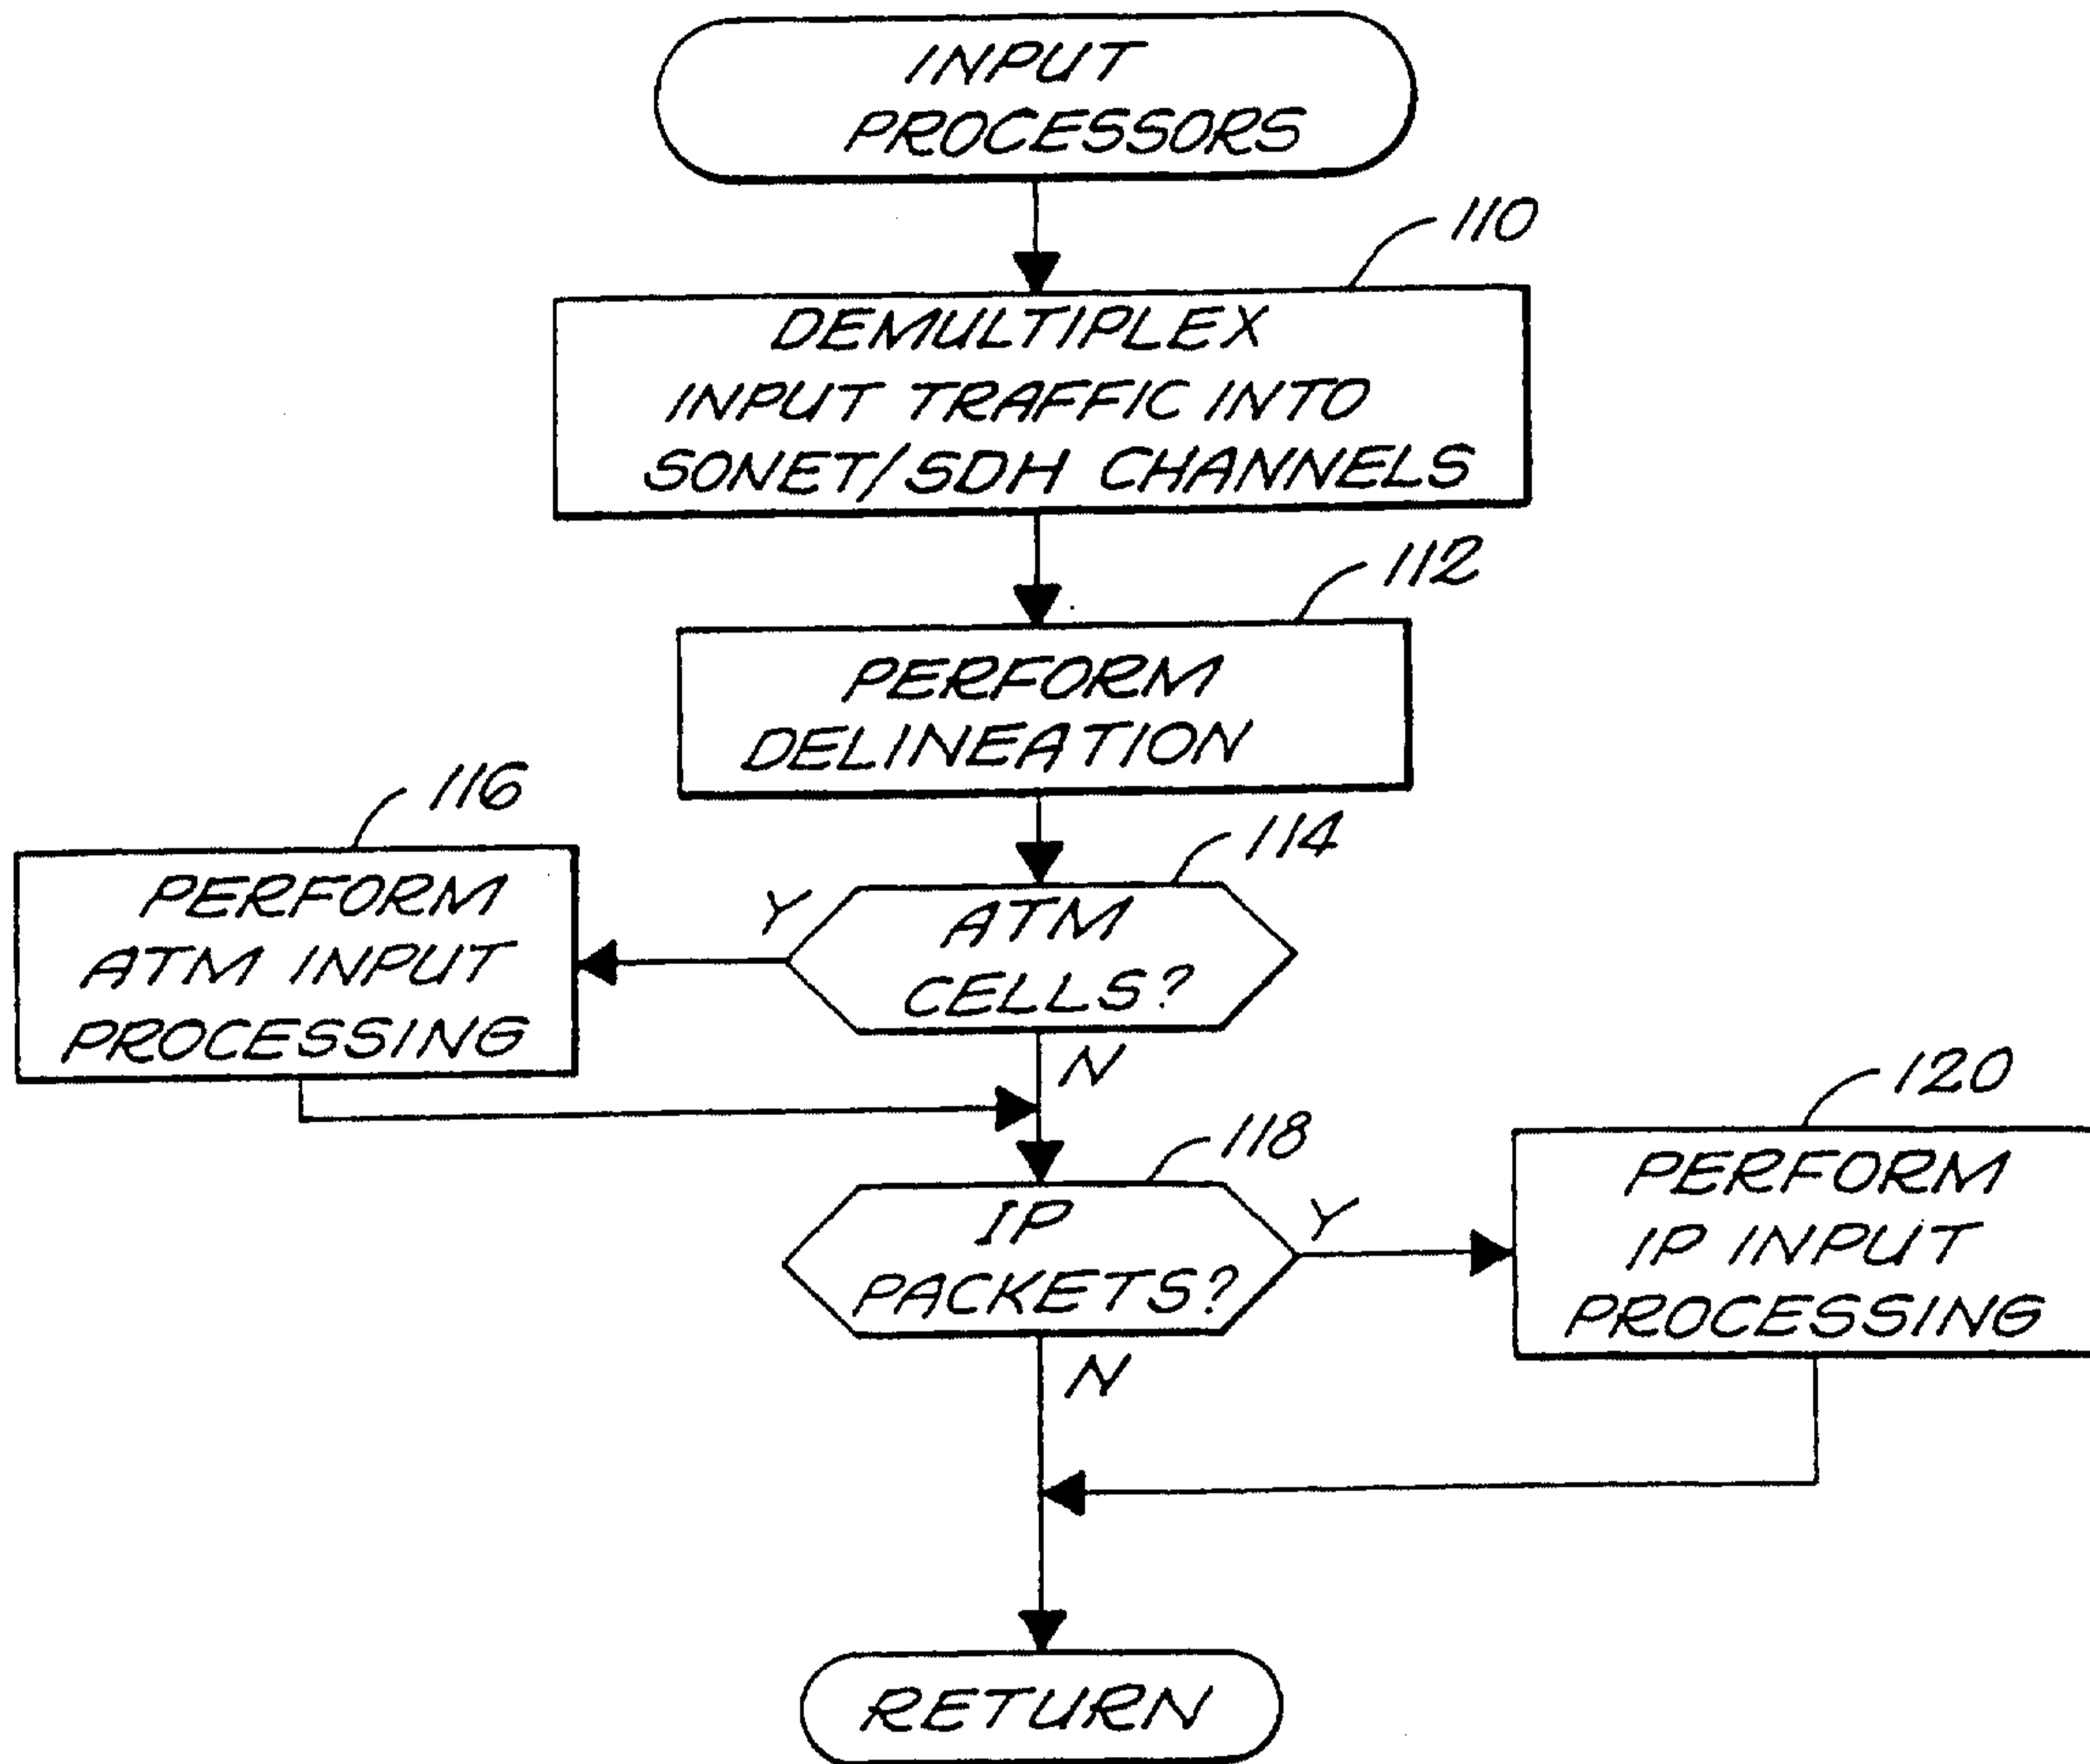 INPUT
PROCESSORS
110
DEMULTIPLEX
INPUT TRAFFIC INTO
SONET/SDH CHANNELS
112
PERFORM
DELINEATION
116
PERFORM
ATM INPUT
PROCESSING
114
Y
ATM
CELLS?
N
118
IP
PACKETS?
Y
120
PERFORM
IP INPUT
PROCESSING
N
RETURN